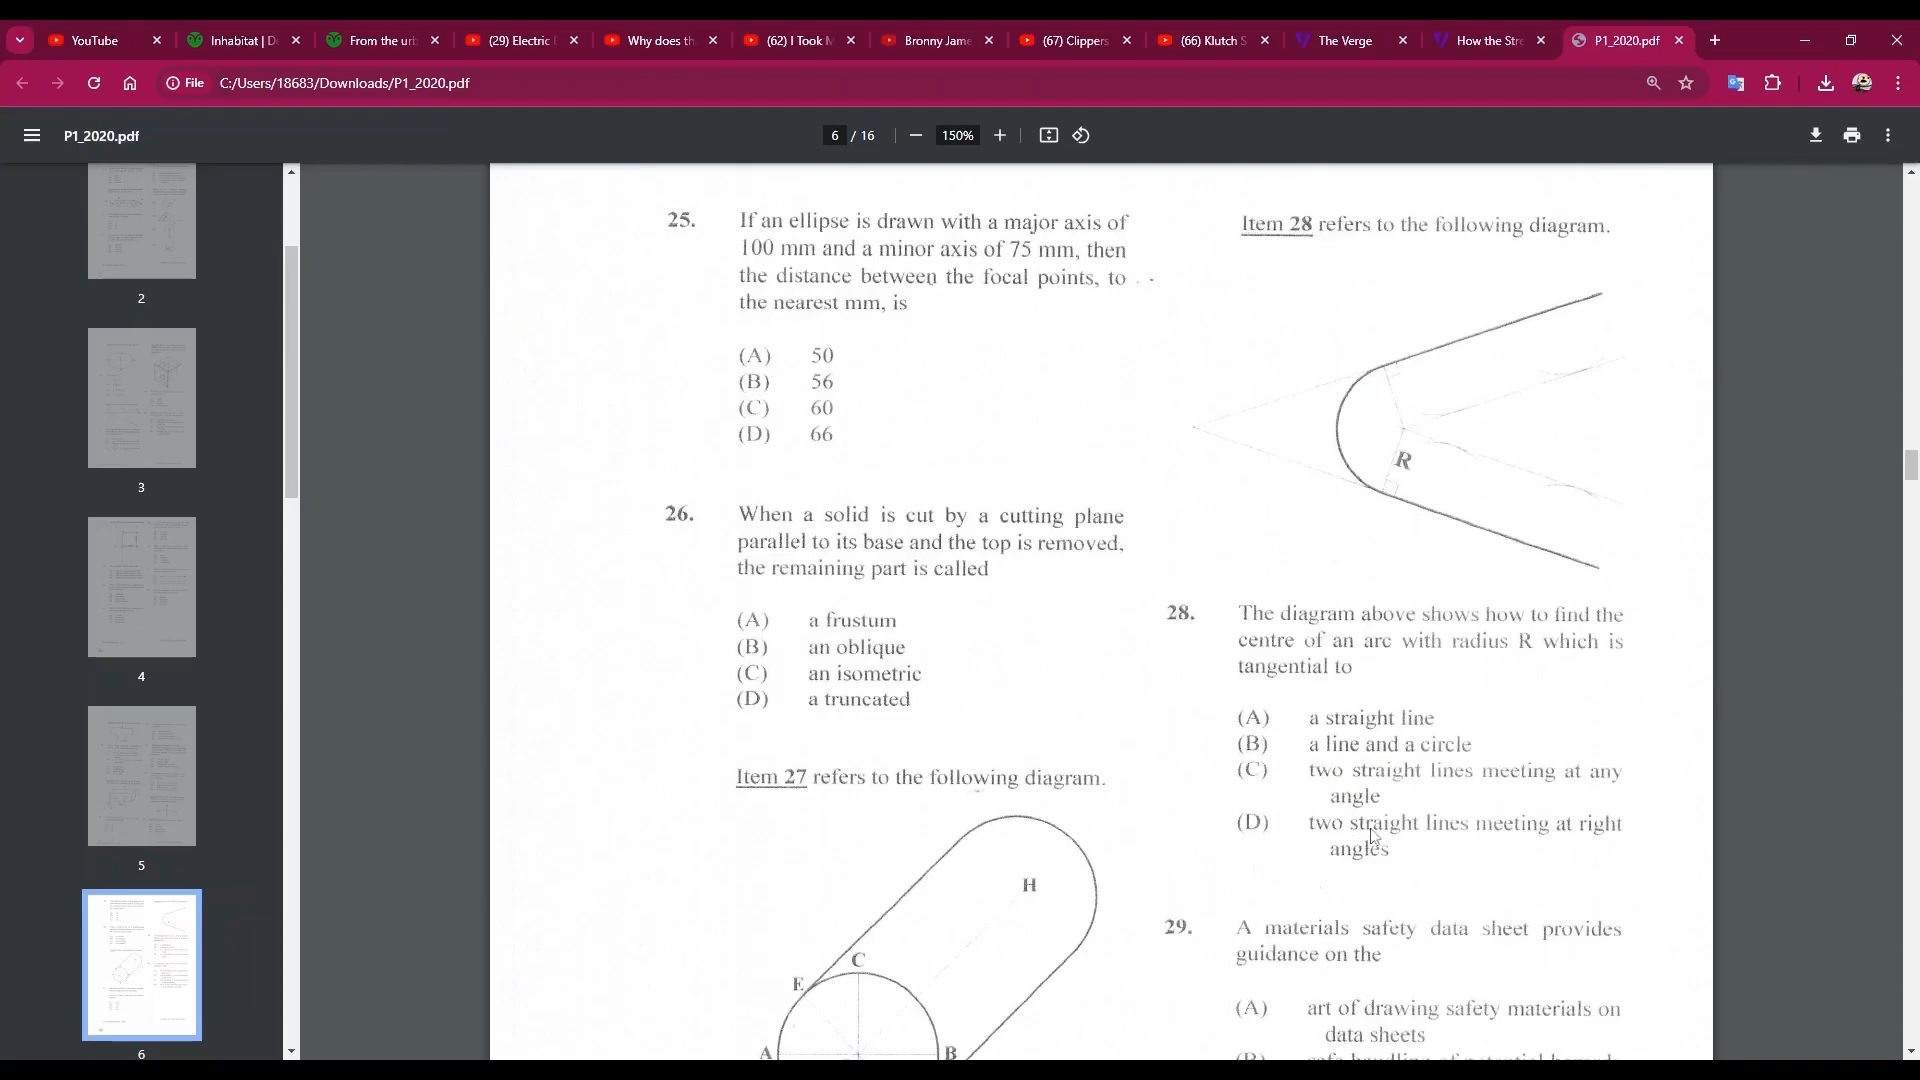 YouTube
Inhabitat | D
From the urb
(29) Electric
Why does th
(62) I Took M
Bronny Jame
(67) Clippers
(66) Klutch S
The Verge
How the Stre
P1_2020.pdf
File
C:/Users/18683/Downloads/P1_2020.pdf
P1_2020.pdf
6 / 16
150%
2
3
4
5
6
25. If an ellipse is drawn with a major axis of
100 mm and a minor axis of 75 mm, then
the distance between the focal points, to
the nearest mm, is
(A) 50
(B) 56
(C) 60
(D) 66
26. When a solid is cut by a cutting plane
parallel to its base and the top is removed,
the remaining part is called
(A) a frustum
(B) an oblique
(C) an isometric
(D) a truncated
Item 27 refers to the following diagram.
H
C
E
A
B
Item 28 refers to the following diagram.
R
28. The diagram above shows how to find the
centre of an arc with radius R which is
tangential to
(A) a straight line
(B) a line and a circle
(C) two straight lines meeting at any
angle
(D) two straight lines meeting at right
angles
29. A materials safety data sheet provides
guidance on the
(A) art of drawing safety materials on
data sheets